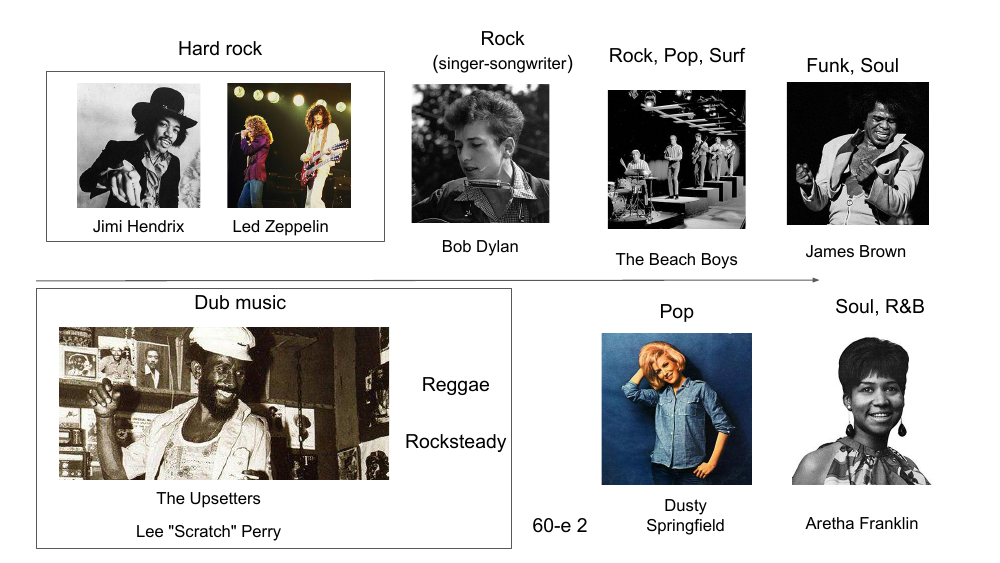 Hard rock
Jimi Hendrix
Led Zeppelin
Rock
(singer-songwriter)
Bob Dylan
Rock, Pop, Surf
The Beach Boys
Funk, Soul
James Brown
Dub music
Reggae
Rocksteady
The Upsetters
Lee "Scratch" Perry
60-e 2
Pop
Dusty
Springfield
Soul, R&B
Aretha Franklin